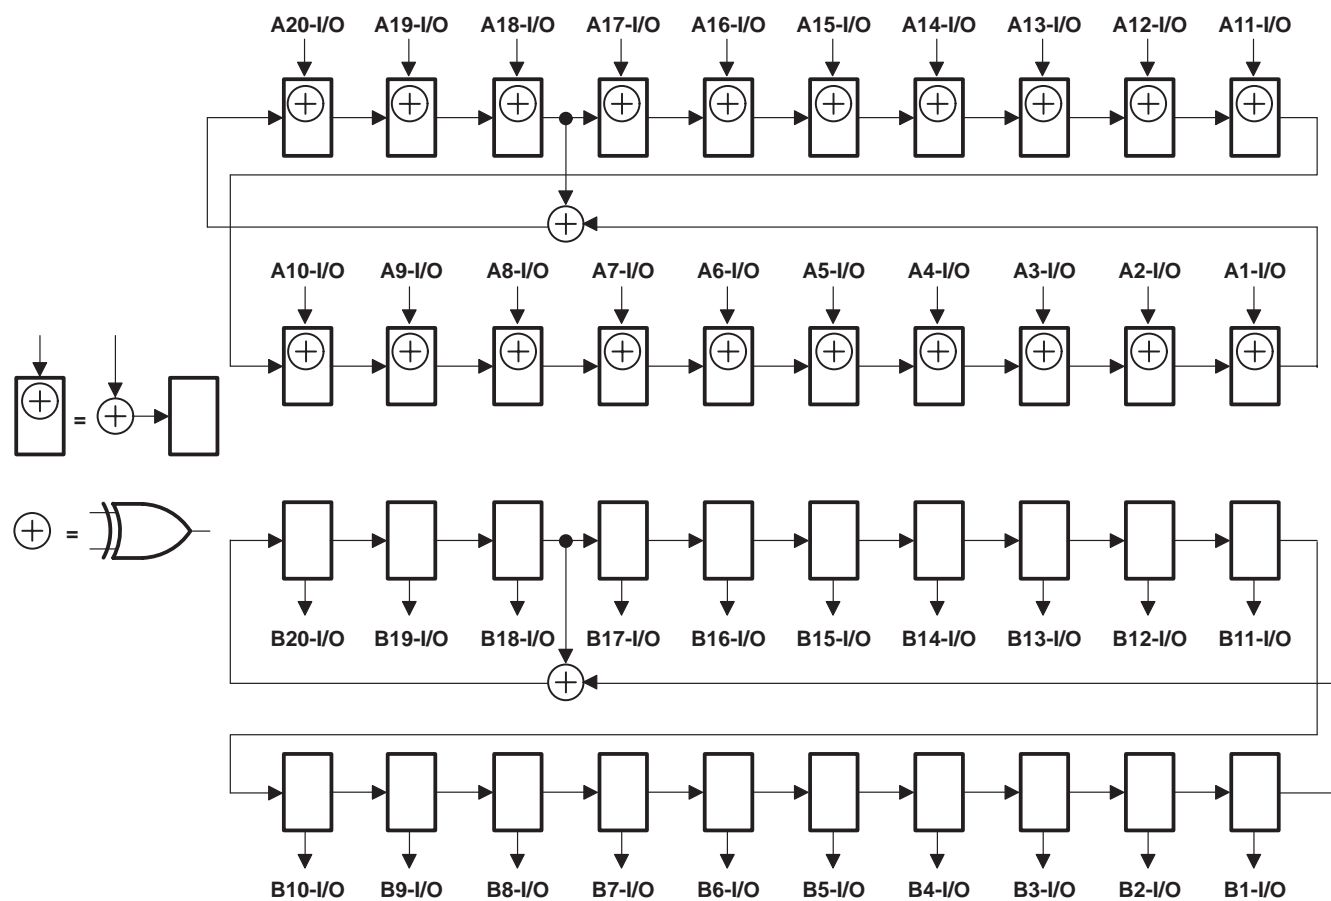 A20-I/O A19-I/O A18-I/O A17-I/O A16-I/O A15-I/O A14-I/O A13-I/O A12-I/O A11-I/O
A10-I/O A9-I/O A8-I/O A7-I/O A6-I/O A5-I/O A4-I/O A3-I/O A2-I/O A1-I/O
=
=
B20-I/O B19-I/O B18-I/O B17-I/O B16-I/O B15-I/O B14-I/O B13-I/O B12-I/O B11-I/O
B10-I/O B9-I/O B8-I/O B7-I/O B6-I/O B5-I/O B4-I/O B3-I/O B2-I/O B1-I/O